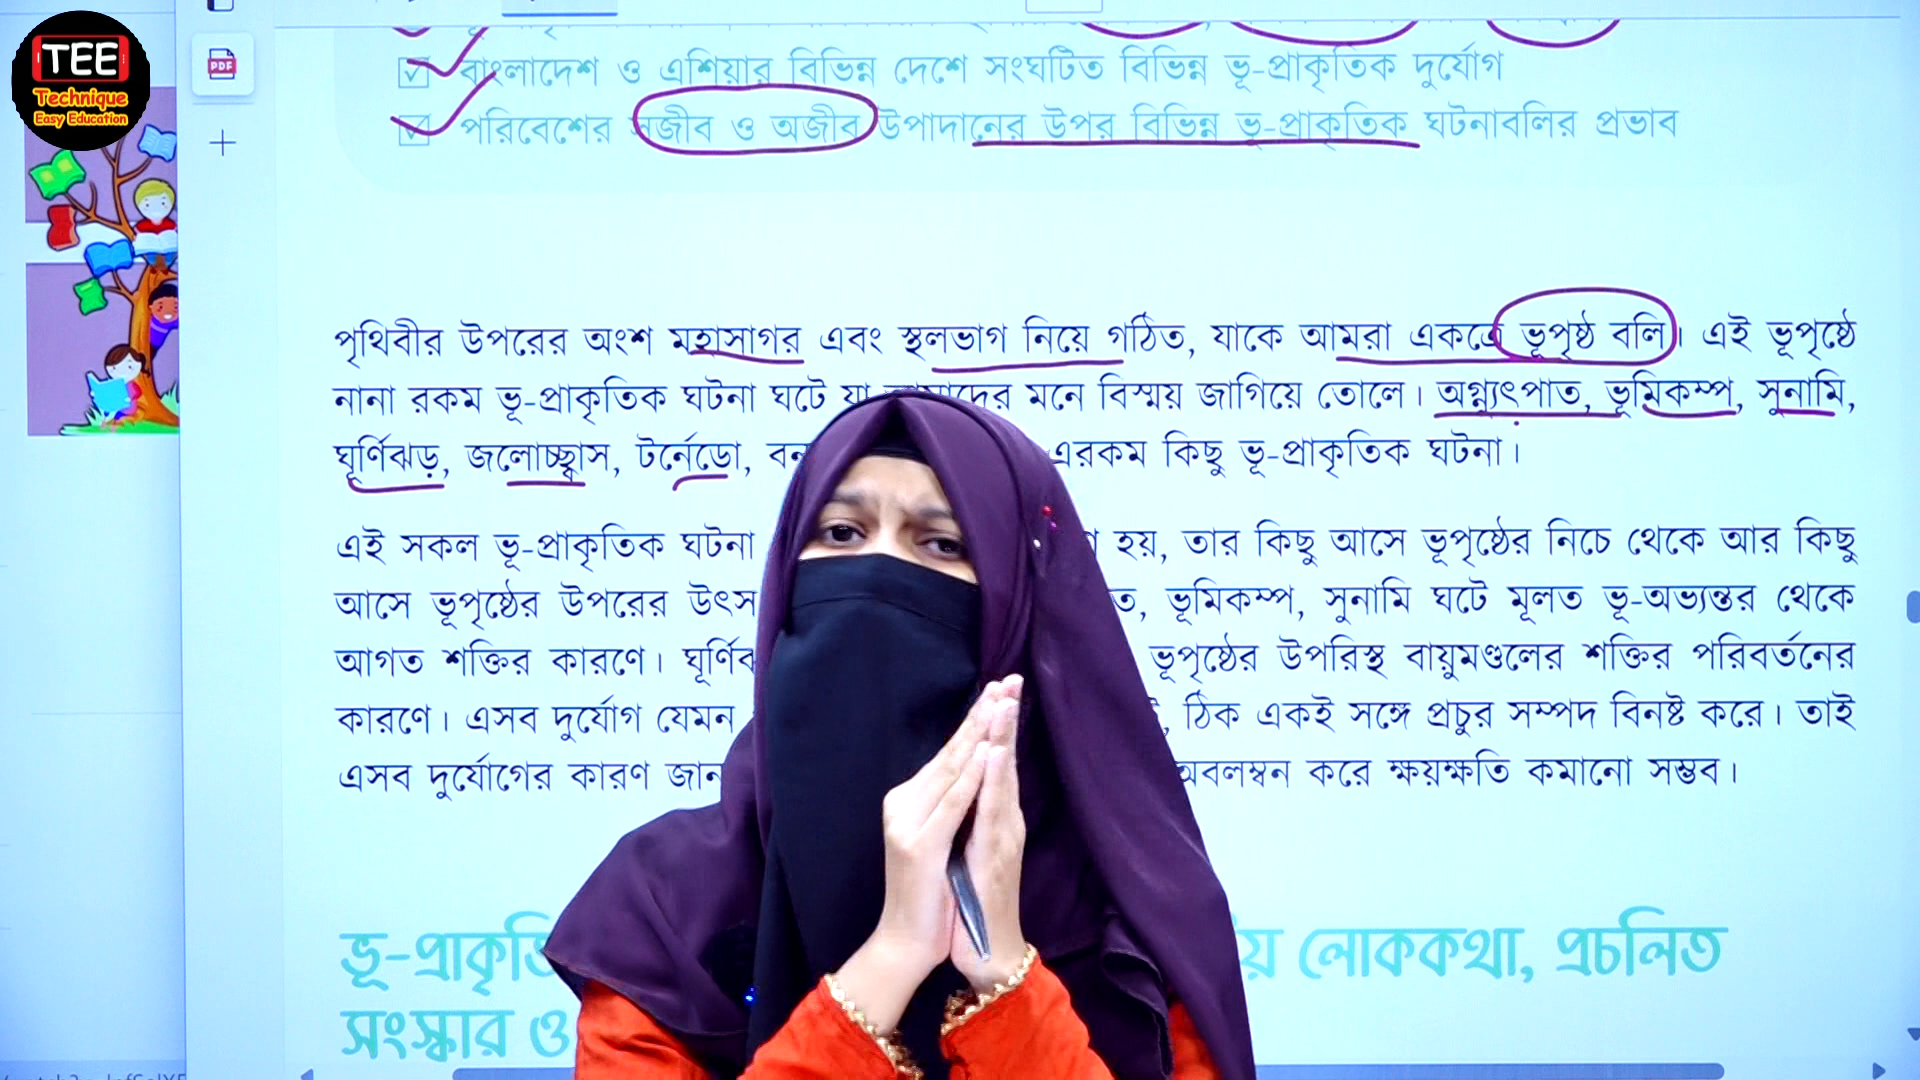 TEE
Technique
Easy Education
PDF
বাংলাদেশ ও এশিয়ার বিভিন্ন দেশে সংঘটিত বিভিন্ন ভূ-প্রাকৃতিক দুর্যোগ
পরিবেশের সজীব ও অজীব উপাদানের উপর বিভিন্ন ভূ-প্রাকৃতিক ঘটনাবলির প্রভাব
পৃথিবীর উপরের অংশ মহাসাগর এবং স্থলভাগ নিয়ে গঠিত, যাকে আমরা একত্রে ভূপৃষ্ঠ বলি। এই ভূপৃষ্ঠে
নানা রকম ভূ-প্রাকৃতিক ঘটনা ঘটে যা আমাদের মনে বিস্ময় জাগিয়ে তোলে। অগ্ন্যুৎপাত, ভূমিকম্প, সুনামি,
ঘূর্ণিঝড়, জলোচ্ছ্বাস, টর্নেডো, এরকম কিছু ভূ-প্রাকৃতিক ঘটনা।
এই সকল ভূ-প্রাকৃতিক ঘটনা হয়, তার কিছু আসে ভূপৃষ্ঠের নিচে থেকে আর কিছু
আসে ভূপৃষ্ঠের উপরের উৎস ভূমিকম্প, সুনামি ঘটে মূলত ভূ-অভ্যন্তর থেকে
আগত শক্তির কারণে। ভূপৃষ্ঠের উপরিস্থ বায়ুমণ্ডলের শক্তির পরিবর্তনের
কারণে। এসব দুর্যোগ যেমন ঠিক একই সঙ্গে প্রচুর সম্পদ বিনষ্ট করে। তাই
এসব দুর্যোগের কারণ অবলম্বন করে ক্ষয়ক্ষতি কমানো সম্ভব।
লোককথা, প্রচলিত
সংস্কার ও